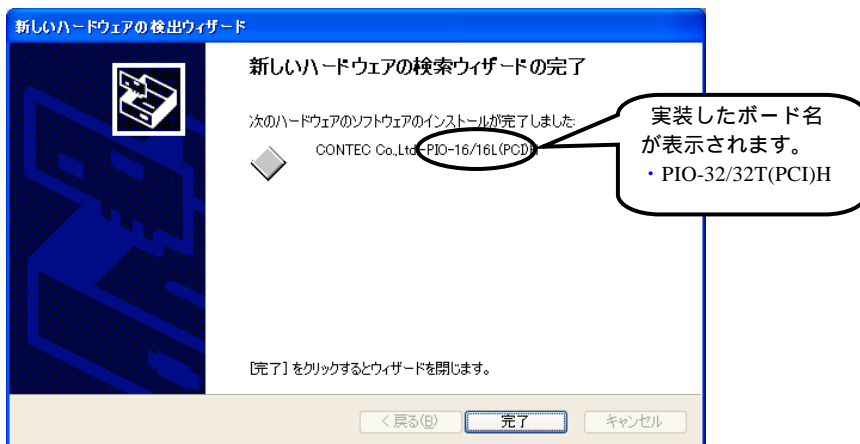 新しいハードウェアの検出ウィザード
新しいハードウェアの検索ウィザードの完了
次のハードウェアのソフトウェアのインストールが完了しました:
CONTEC Co.,Ltd-PIO-16/16L(PCI)H
実装したボード名
が表示されます。
・PIO-32/32T(PCI)H
[完了] をクリックするとウィザードを閉じます。
< 戻る(B)
完了
キャンセル